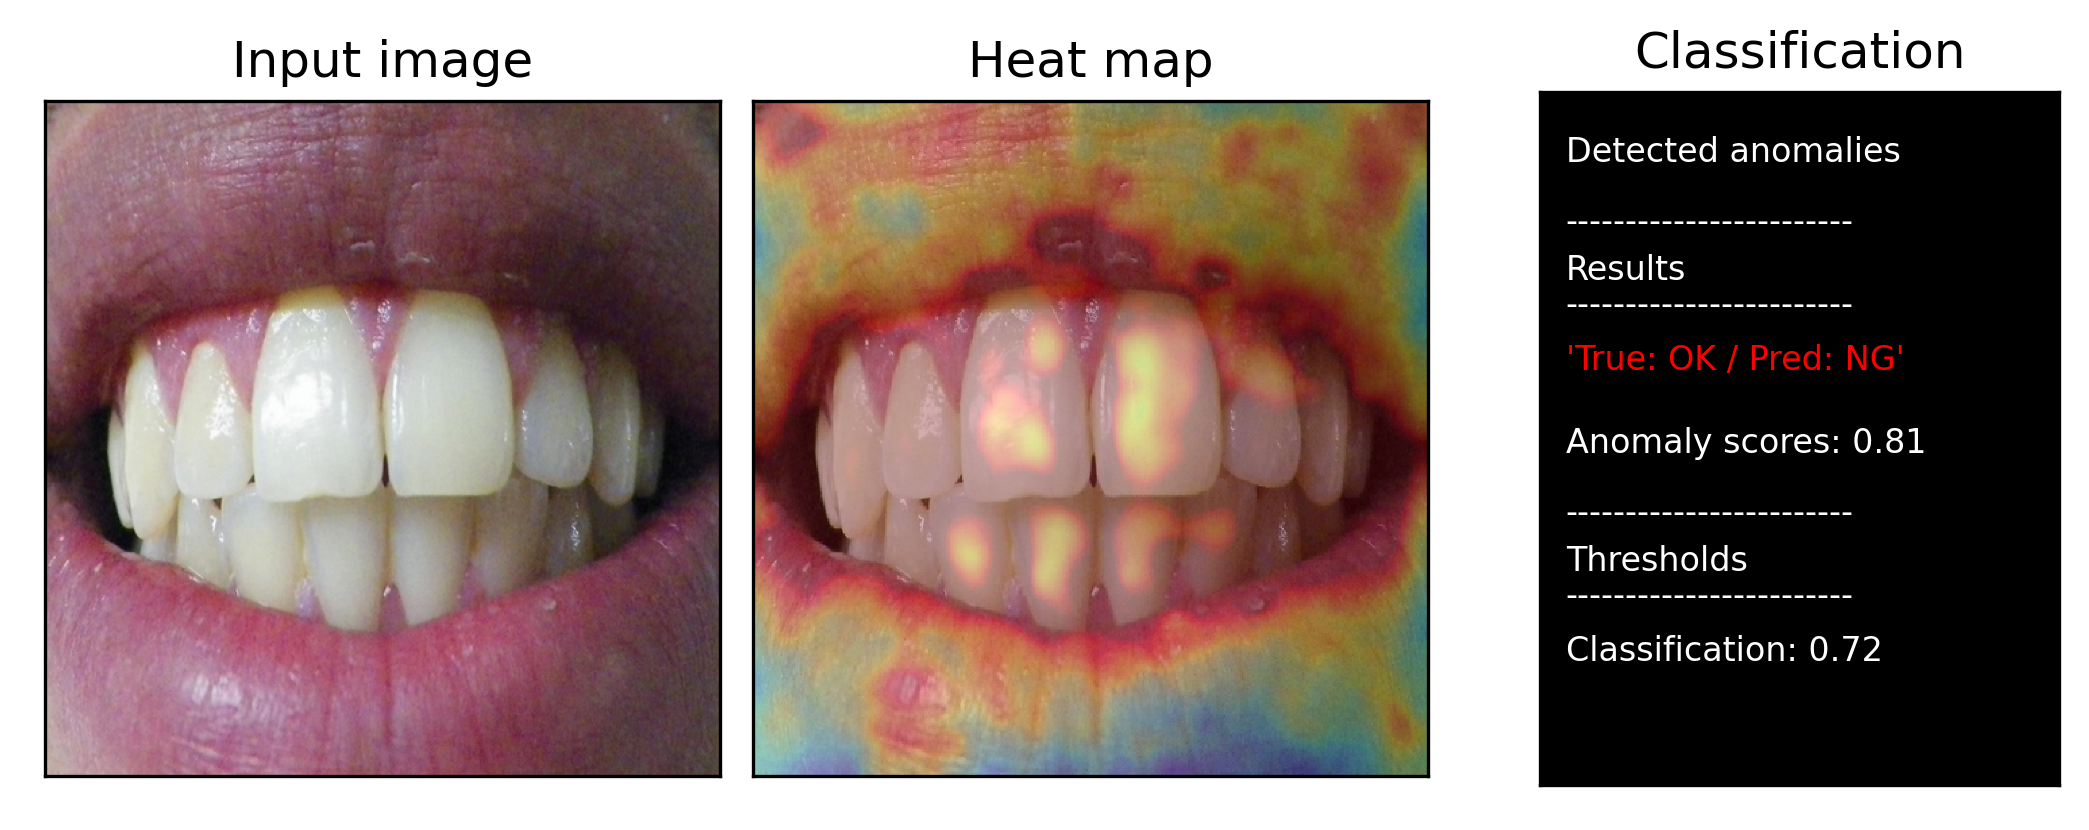 Input image
Heat map
Classification
Detected anomalies
------------------------
Results
------------------------
'True: OK / Pred: NG'
Anomaly scores: 0.81
------------------------
Thresholds
------------------------
Classification: 0.72